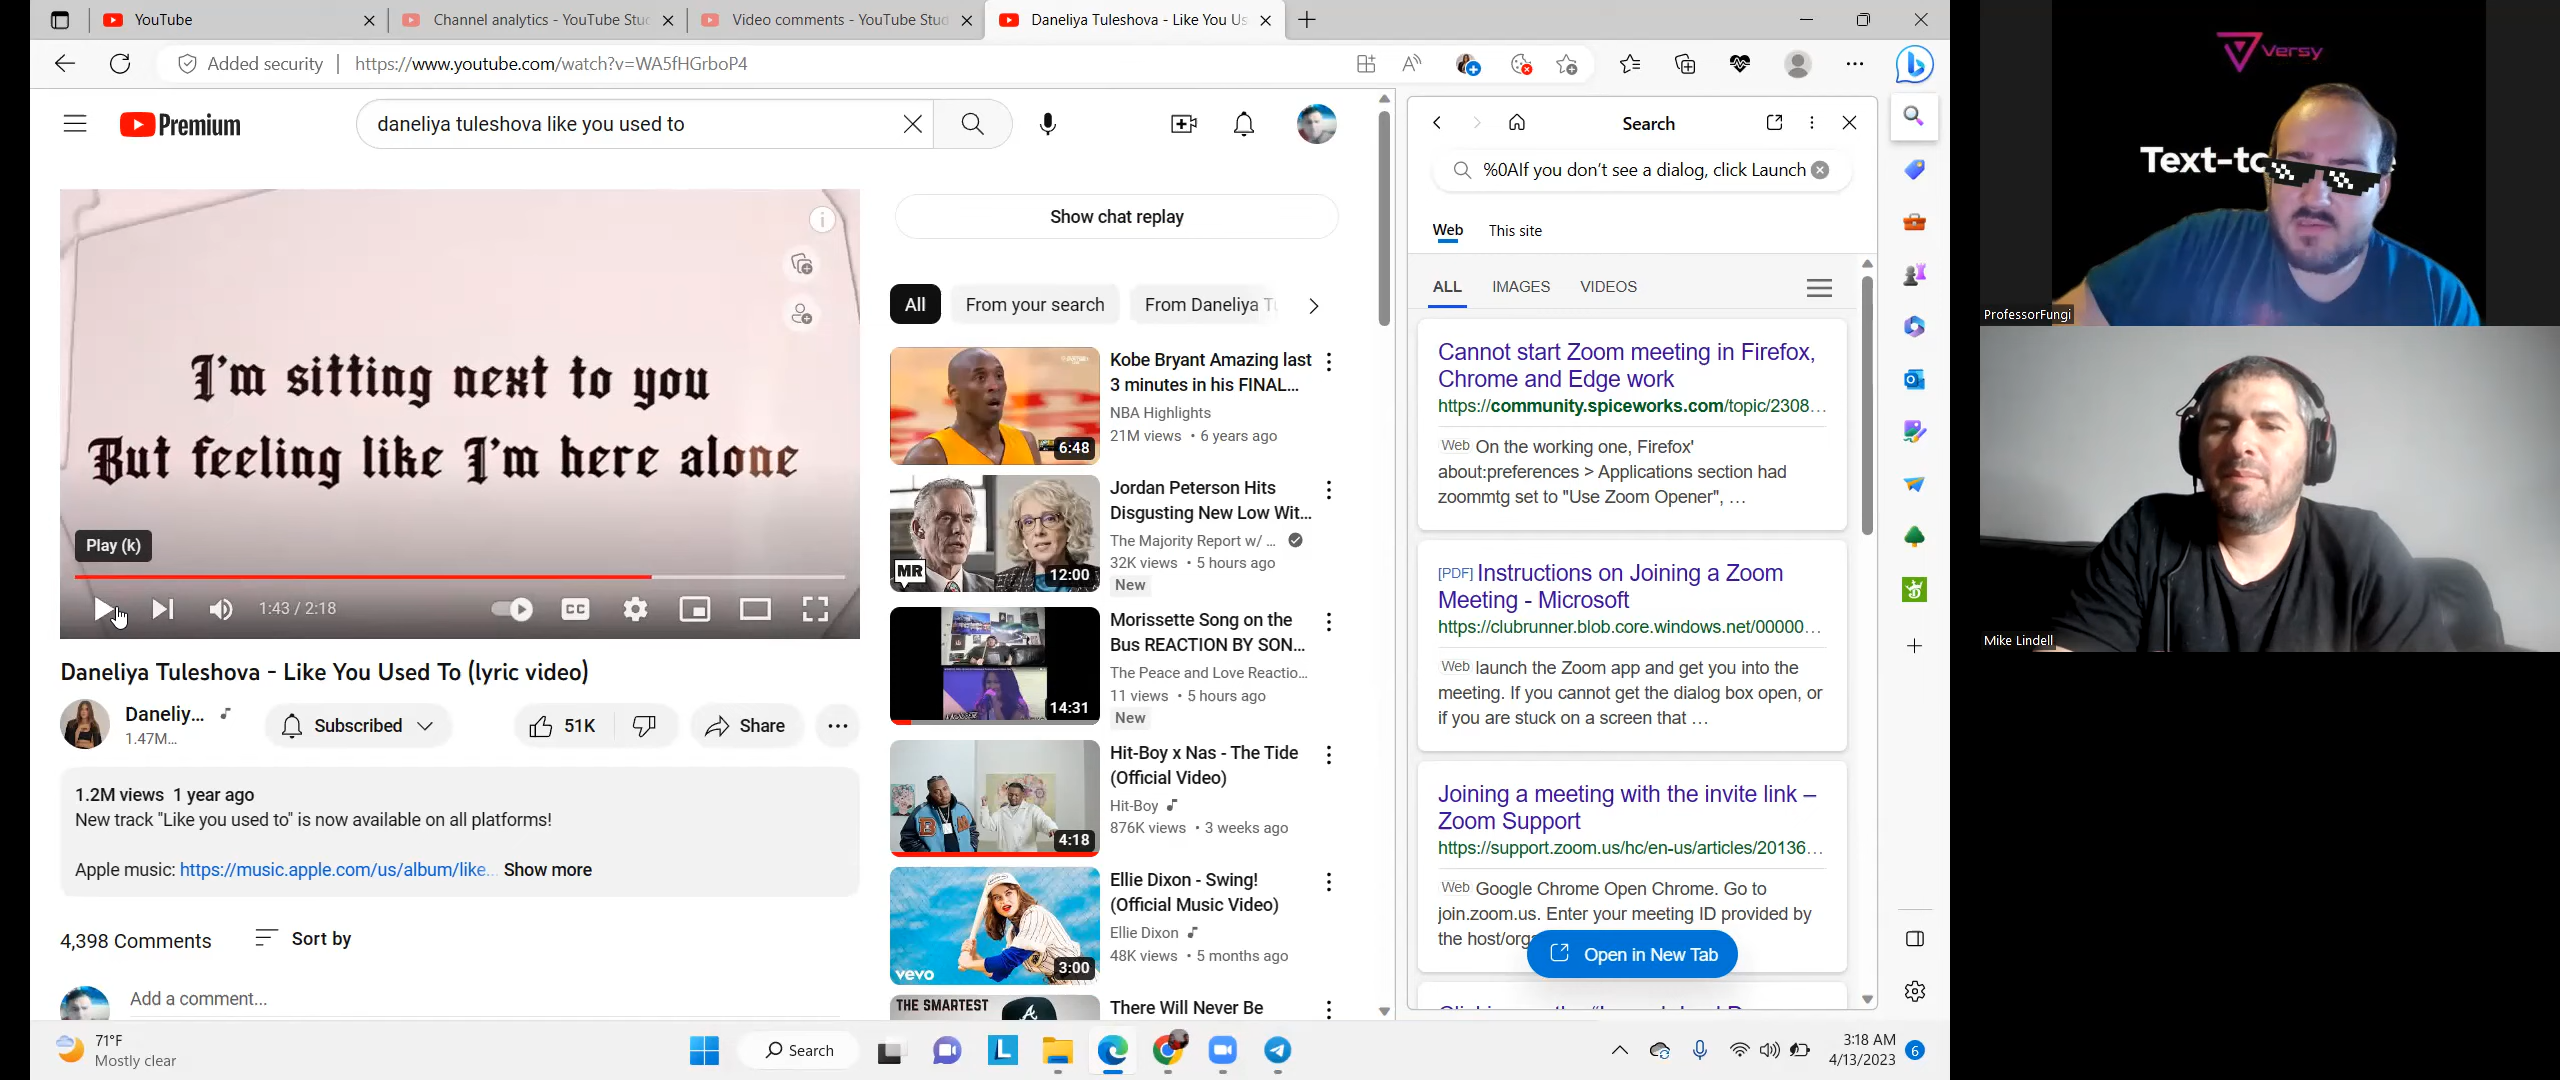 YouTube
Channel analytics - YouTube Stu
Video comments - YouTube Stud
Daneliya Tuleshova - Like You Us
Added security
https://www.youtube.com/watch?v=WA5fHGrboP4
Premium
daneliya tuleshova like you used to
I'm sitting next to you
But feeling like I'm here alone
Play (k)
1:43 / 2:18
CC
Daneliya Tuleshova - Like You Used To (lyric video)
Daneliy...
1.47M...
Subscribed
51K
Share
1.2M views 1 year ago
New track "Like you used to" is now available on all platforms!
Apple music: https://music.apple.com/us/album/like... Show more
4,398 Comments
Sort by
Add a comment...
Show chat replay
All
From your search
From Daneliya Tu
6:48
Kobe Bryant Amazing last
3 minutes in his FINAL...
NBA Highlights
21M views • 6 years ago
MR
12:00
Jordan Peterson Hits
Disgusting New Low Wit...
The Majority Report w/ ...
32K views • 5 hours ago
New
14:31
Morissette Song on the
Bus REACTION BY SON...
The Peace and Love Reactio...
11 views • 5 hours ago
New
4:18
Hit-Boy x Nas - The Tide
(Official Video)
Hit-Boy
876K views • 3 weeks ago
vevo
3:00
Ellie Dixon - Swing!
(Official Music Video)
Ellie Dixon
48K views • 5 months ago
THE SMARTEST
There Will Never Be
Search
%0AIf you don't see a dialog, click Launch
Web
This site
ALL
IMAGES
VIDEOS
Cannot start Zoom meeting in Firefox,
Chrome and Edge work
https://community.spiceworks.com/topic/2308...
Web On the working one, Firefox'
about:preferences > Applications section had
zoommtg set to "Use Zoom Opener", ...
[PDF] Instructions on Joining a Zoom
Meeting - Microsoft
https://clubrunner.blob.core.windows.net/00000...
Web launch the Zoom app and get you into the
meeting. If you cannot get the dialog box open, or
if you are stuck on a screen that ...
Joining a meeting with the invite link –
Zoom Support
https://support.zoom.us/hc/en-us/articles/20136...
Web Google Chrome Open Chrome. Go to
join.zoom.us. Enter your meeting ID provided by
the host/orga
Open in New Tab
Versy
Text-to
ProfessorFungi
Mike Lindell
71°F
Mostly clear
Search
3:18 AM
4/13/2023
6